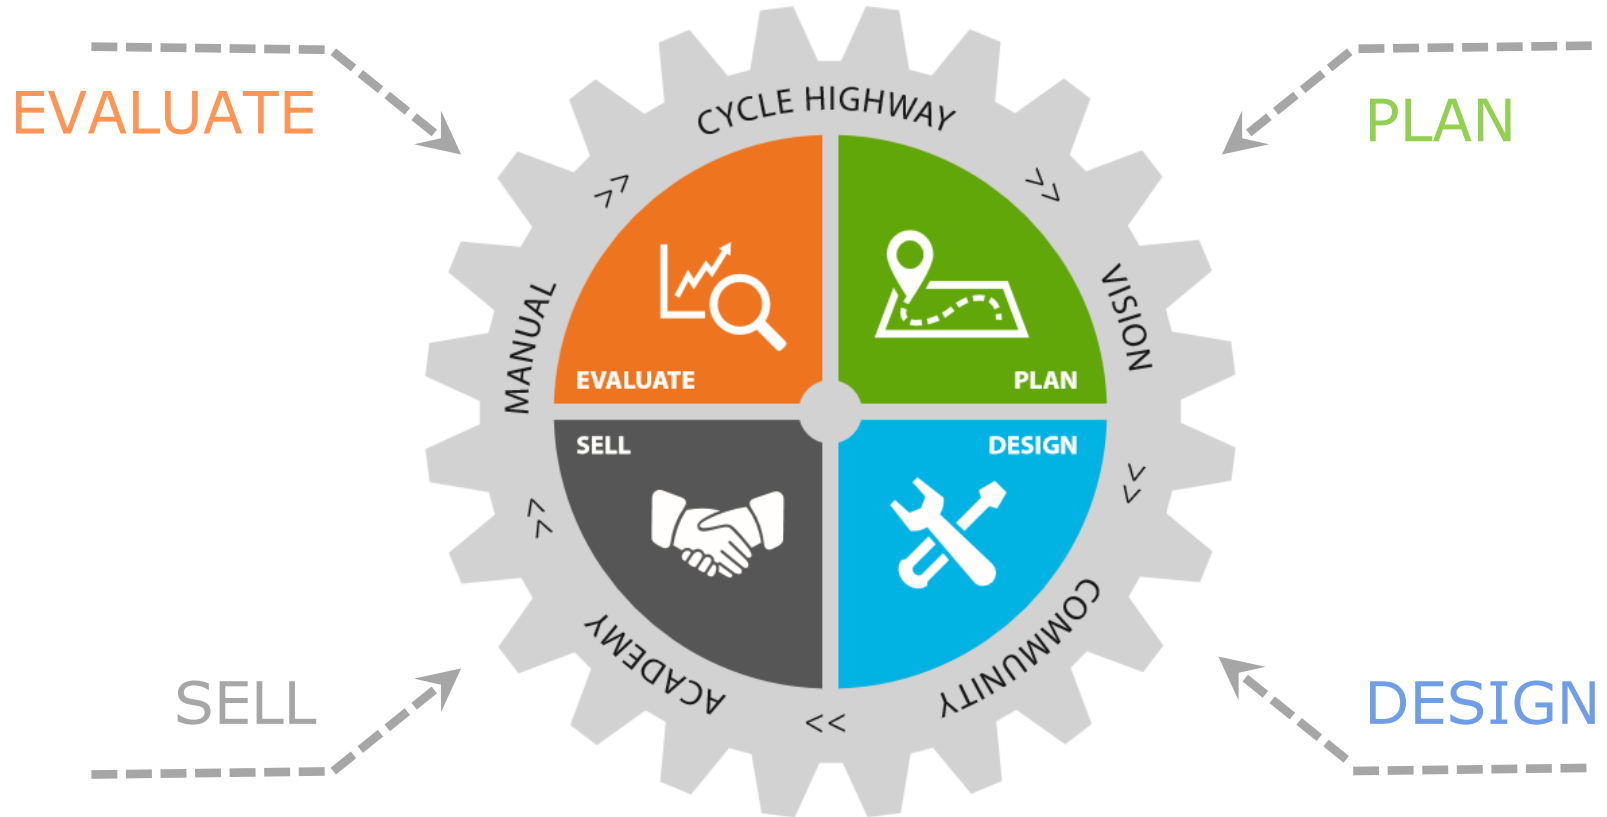 EVALUATE
PLAN
CYCLE HIGHWAY
>>
>>
MANUAL
VISION
EVALUATE
PLAN
SELL
DESIGN
>>
>>
ACADEMY
COMMUNITY
>>
SELL
DESIGN